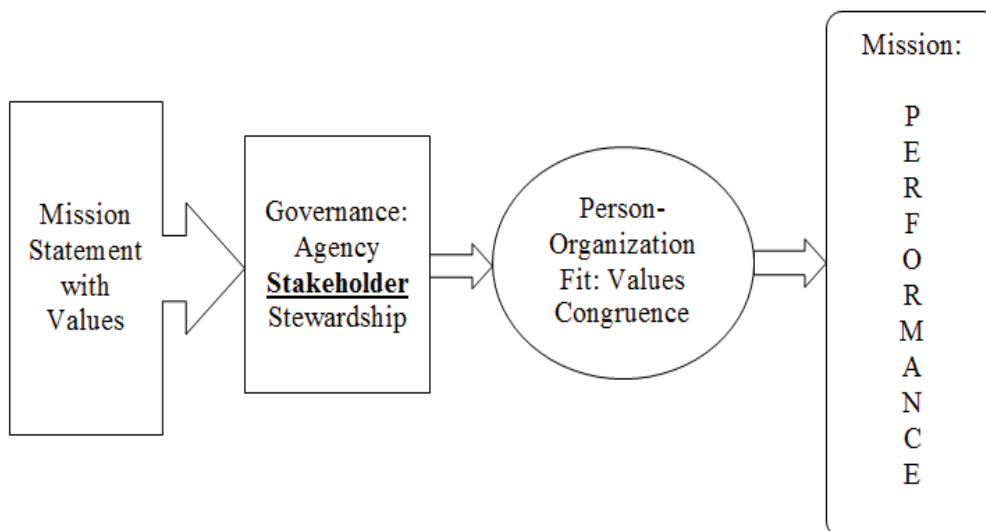 Mission
Statement
with
Values
Governance:
Agency
Stakeholder
Stewardship
Person-
Organization
Fit: Values
Congruence
Mission:
P
E
R
F
O
R
M
A
N
C
E